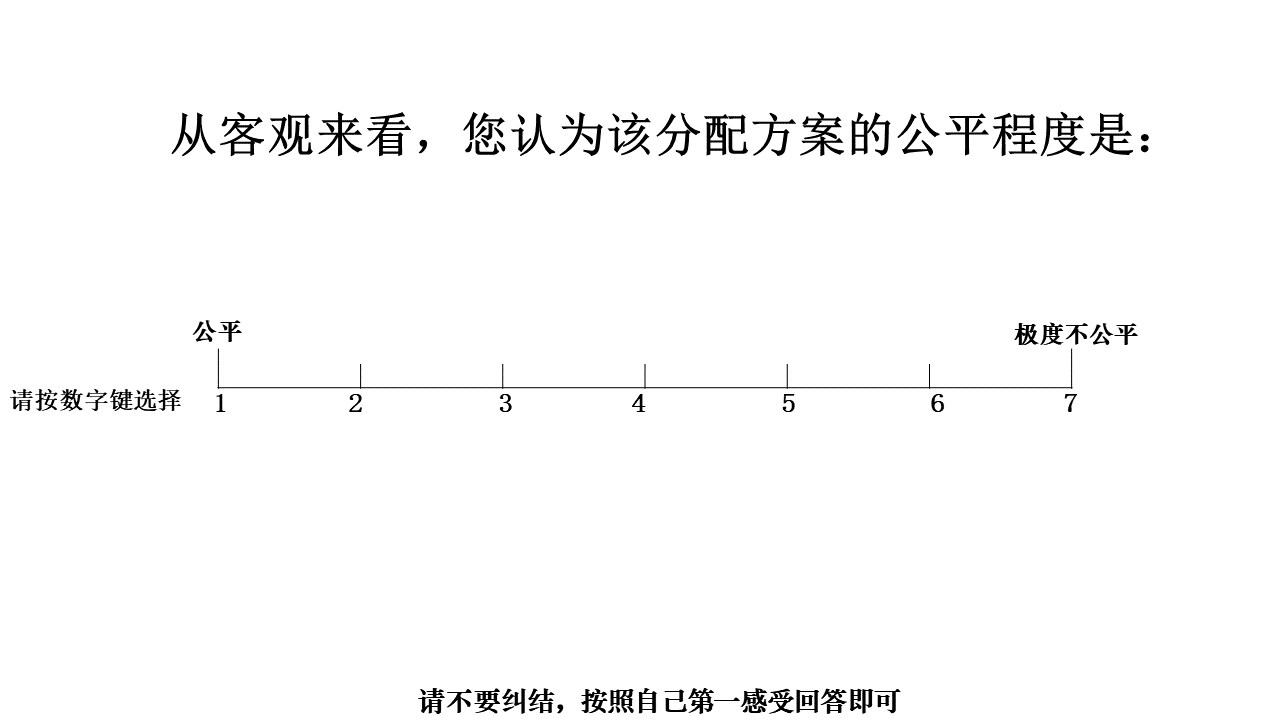 从客观来看，您认为该分配方案的公平程度是：
公平
极度不公平
请按数字键选择
1 2 3 4 5 6 7
请不要纠结，按照自己第一感受回答即可